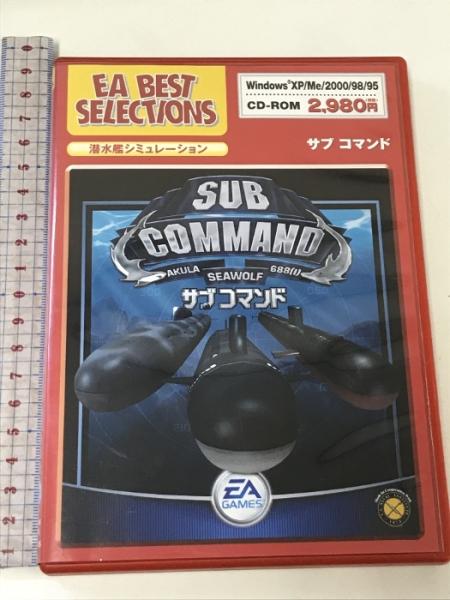 EA BEST
SELECTIONS
潜水艦シミュレーション
Windows®XP/Me/2000/98/95
CD-ROM 2,980円
サブ コマンド
SUB
COMMAND
AKULA SEAWOLF 688(I)
サブ コマンド
EA
GAMES